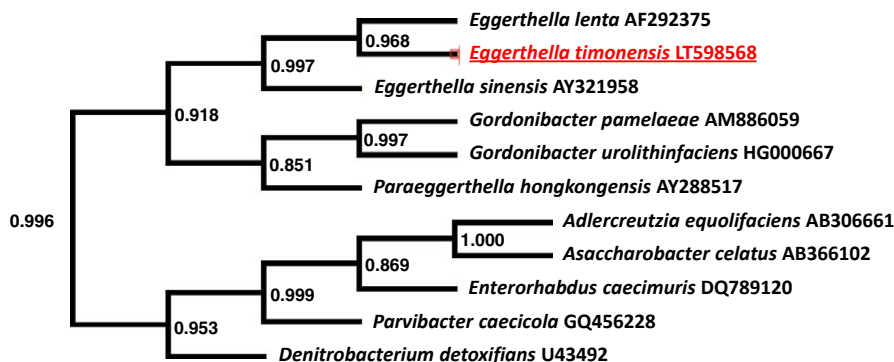 Eggerthella lenta AF292375
0.968
Eggerthella timonensis LT598568
0.997
Eggerthella sinensis AY321958
0.918
Gordonibacter pamelaeae AM886059
0.997
Gordonibacter urolithinfaciens HG000667
0.851
Paraeggerthella hongkongensis AY288517
0.996
Adlercreutzia equolifaciens AB306661
1.000
Asaccharobacter celatus AB366102
0.869
Enterorhabdus caecimuris DQ789120
0.999
Parvibacter caecicola GQ456228
0.953
Denitrobacterium detoxifians U43492